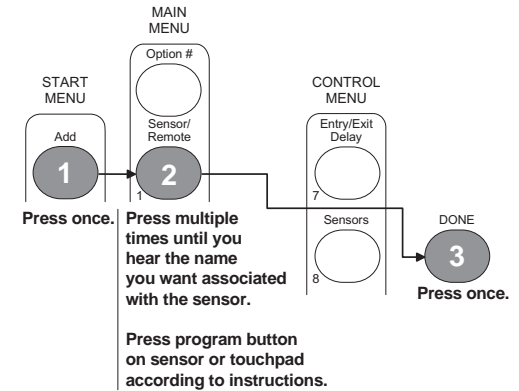 MAIN
MENU
Option #
START
MENU
CONTROL
MENU
Add
Sensor/
Remote
Entry/Exit
Delay
1
2
1
7
Sensors
DONE
3
8
Press once.
Press multiple
times until you
hear the name
you want associated
with the sensor.
Press once.
Press program button
on sensor or touchpad
according to instructions.